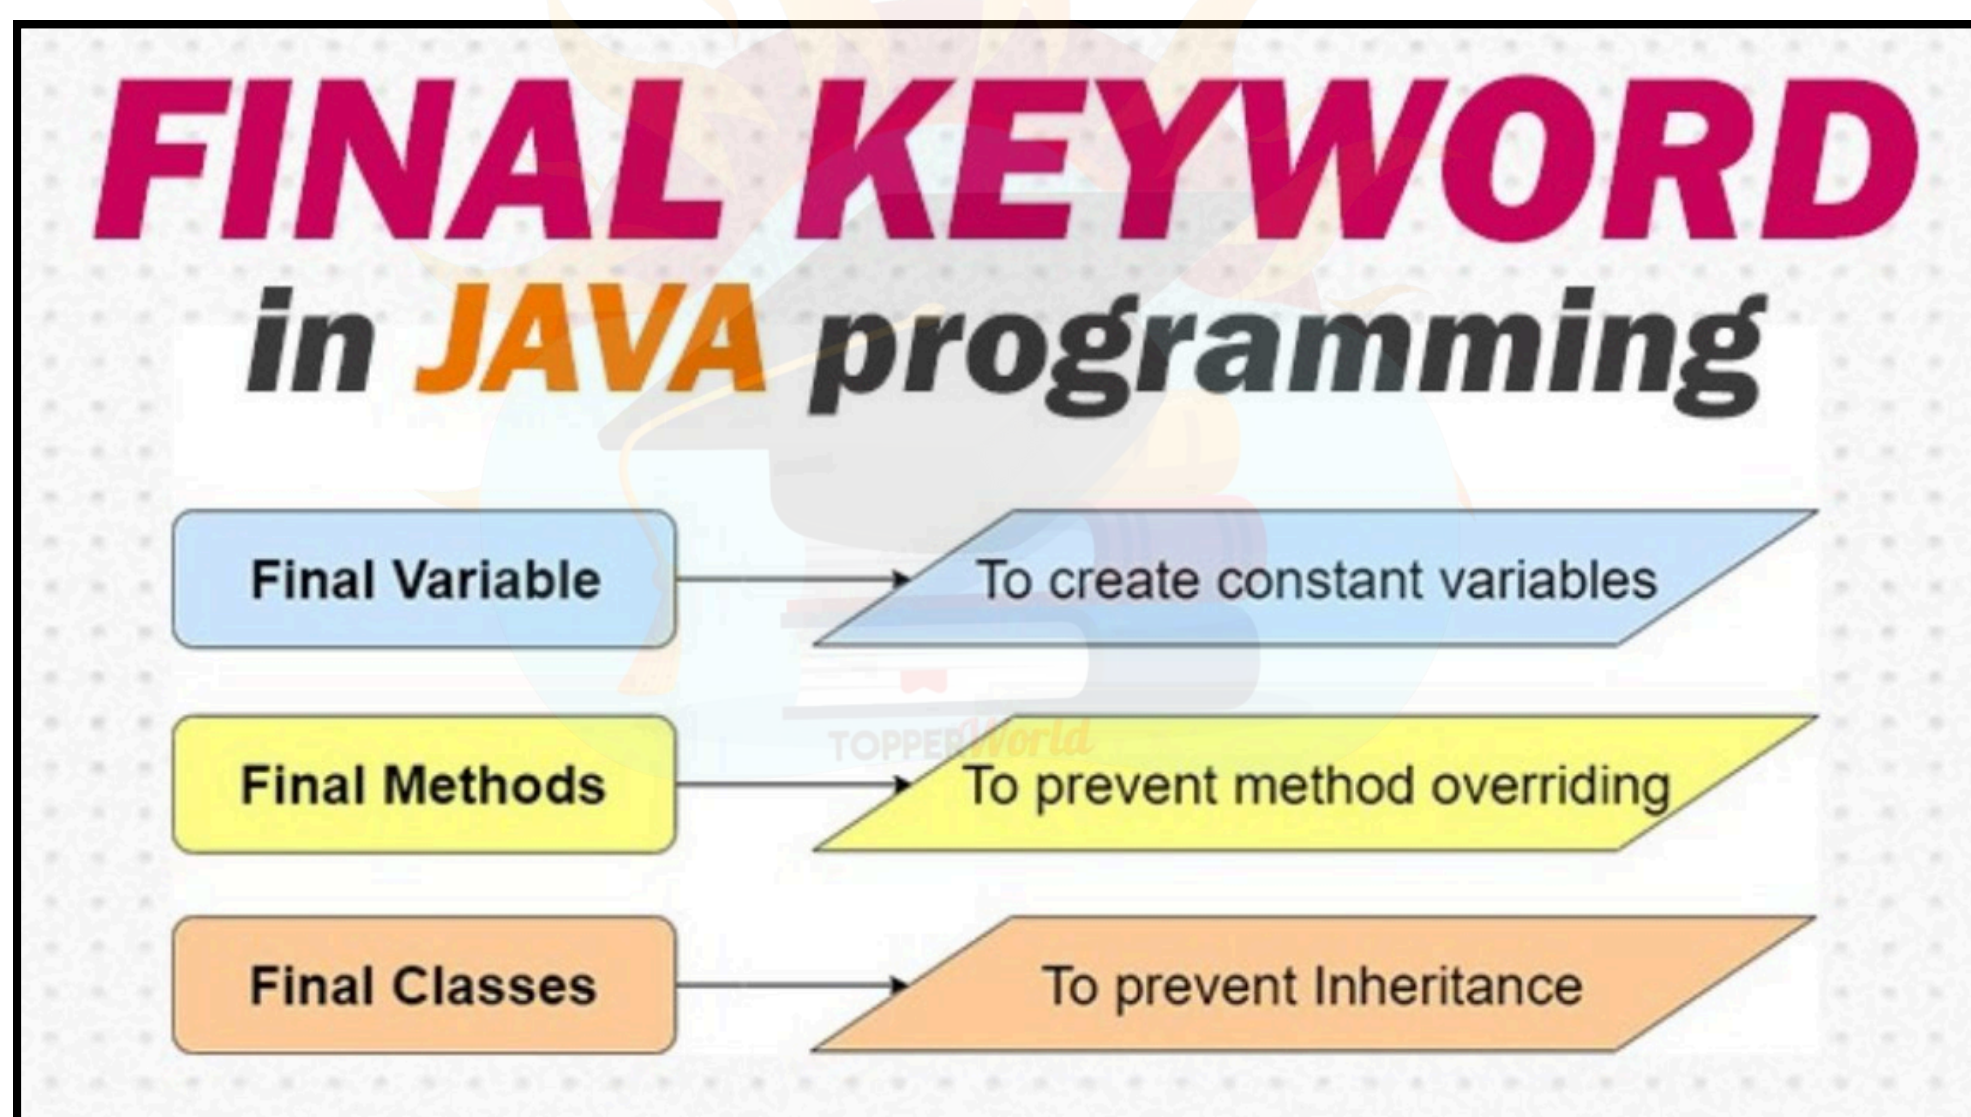 FINAL KEYWORD
in JAVA programming
Final Variable
To create constant variables
TOPPERWorld
Final Methods
To prevent method overriding
Final Classes
To prevent Inheritance